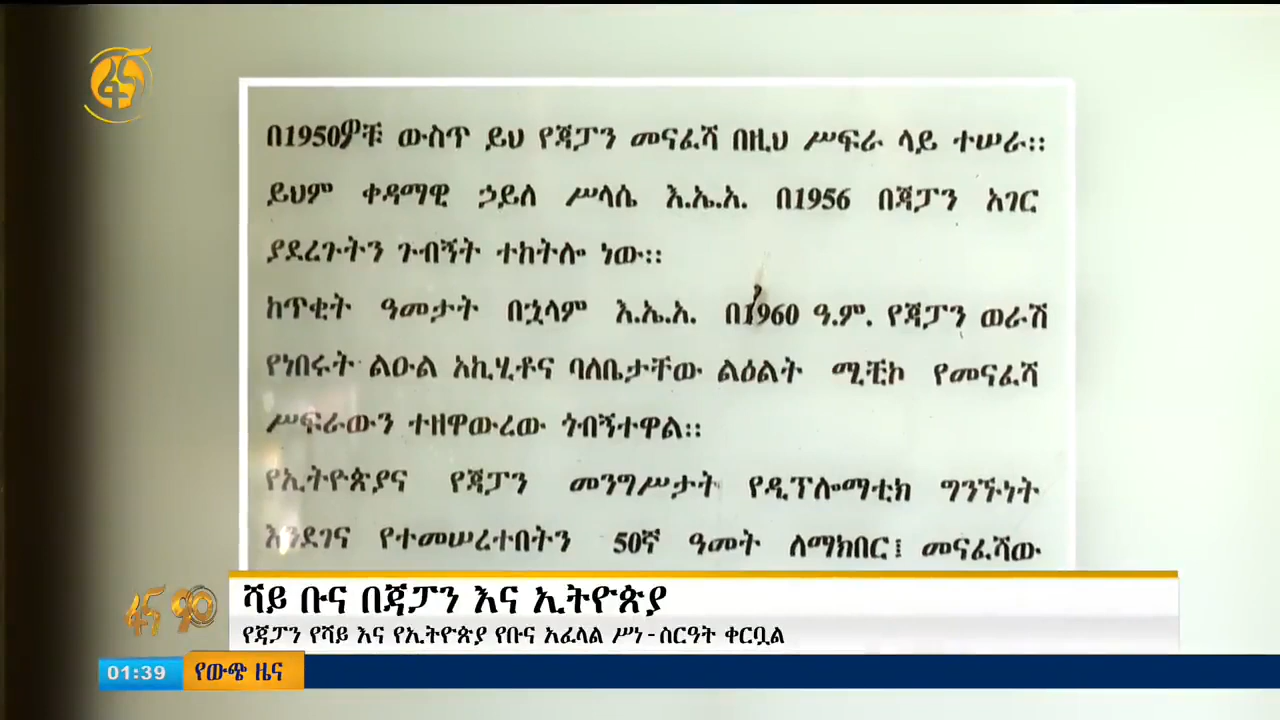 ፋና
በ1950ዎቹ ውስጥ ይህ የጃፓን መናፈሻ በዚህ ሥፍራ ላይ ተሠራ፡፡
ይህም ቀዳማዊ ኃይለ ሥላሴ እ.ኤ.አ. በ1956 በጃፓን አገር
ያደረጉትን ጉብኝት ተከትሎ ነው፡፡
ከጥቂት ዓመታት በኋላም እ.ኤ.አ. በ1960 ዓ.ም. የጃፓን ወራሽ
የነበሩት ልዑል አኪሂቶና ባለቤታቸው ልዕልት ሚቺኮ የመናፈሻ
ሥፍራውን ተዘዋውረው ጎብኝተዋል፡፡
የኢትዮጵያና የጃፓን መንግሥታት የዲፕሎማቲክ ግንኙነት
እንደገና የተመሠረተበትን 50ኛ ዓመት ለማክበር፤ መናፈሻው
ፋና 90
ሻይ ቡና በጃፓን እና ኢትዮጵያ
የጃፓን የሻይ እና የኢትዮጵያ የቡና አፈላል ሥነ-ስርዓት ቀርቧል
01:39 የውጭ ዜና